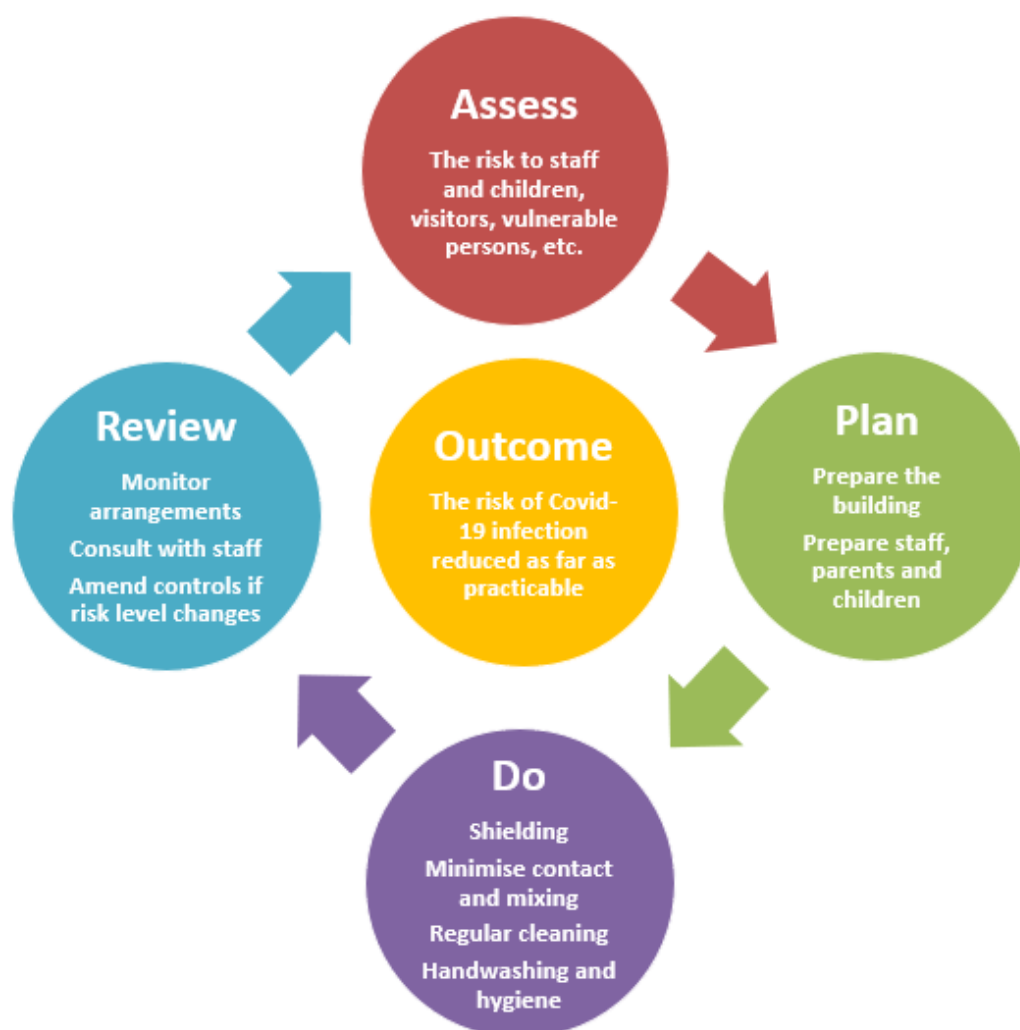 Assess
The risk to staff
and children,
visitors, vulnerable
persons, etc.
Plan
Prepare the
building
Prepare staff,
parents and
children
Do
Shielding
Minimise contact
and mixing
Regular cleaning
Handwashing and
hygiene
Review
Monitor
arrangements
Consult with staff
Amend controls if
risk level changes
Outcome
The risk of Covid-
19 infection
reduced as far as
practicable